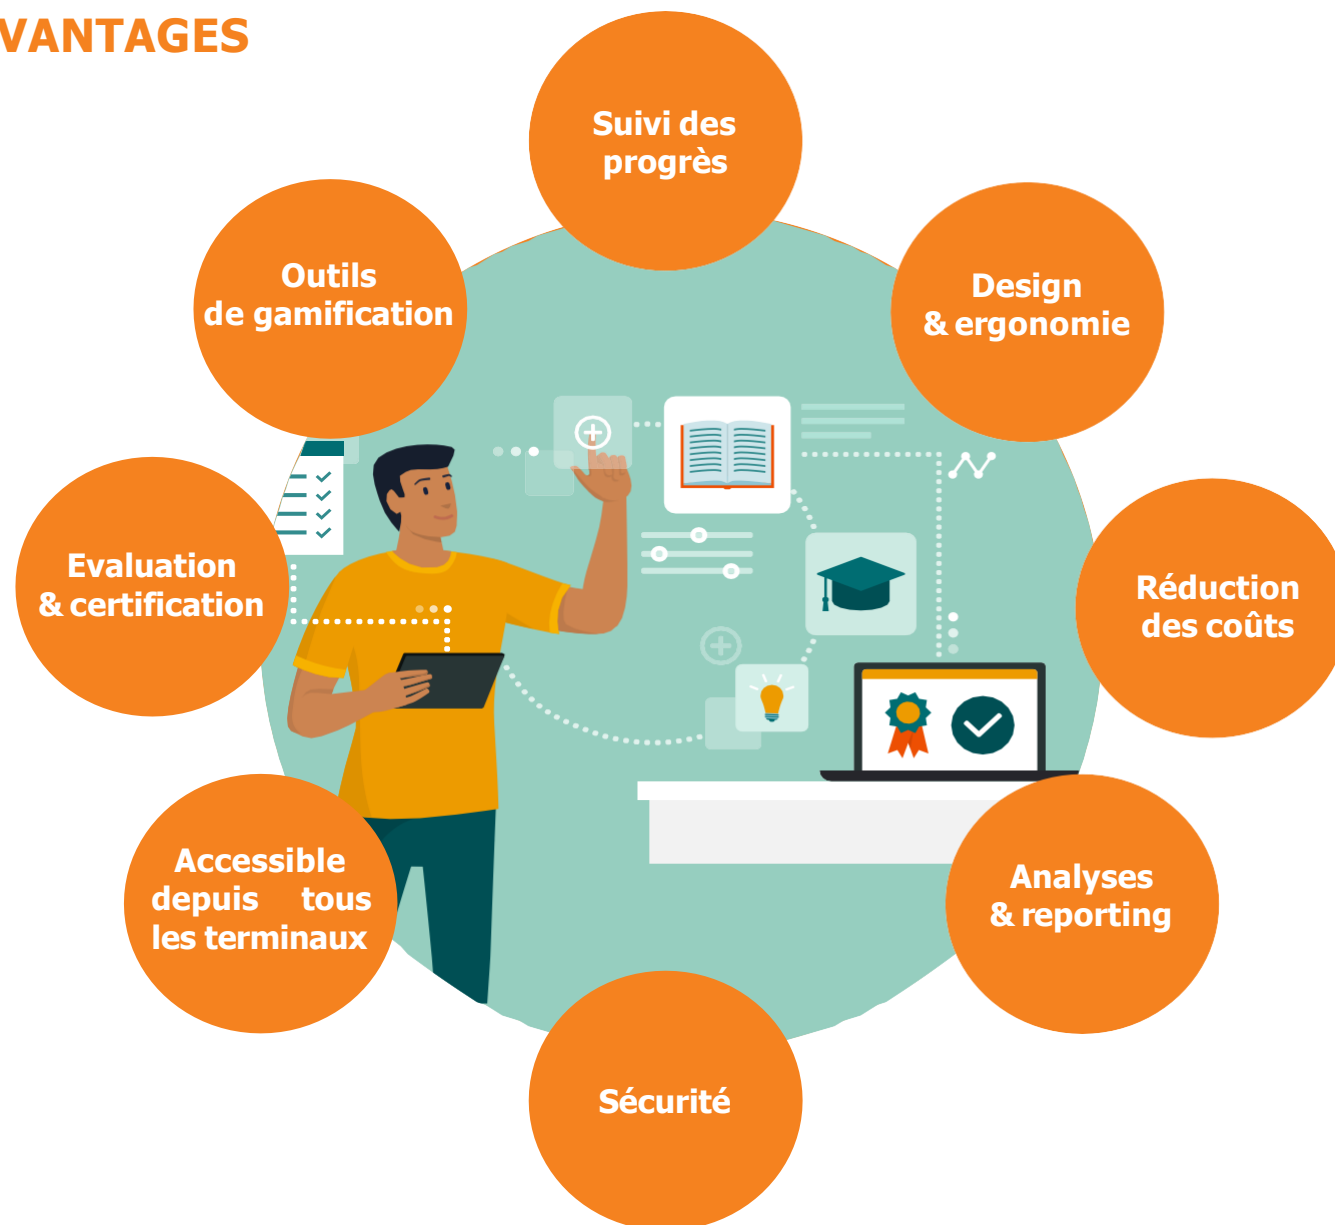 VANTAGES
Suivi des
progrès
Outils
de gamification
Design
& ergonomie
Evaluation
& certification
Réduction
des coûts
Accessible
depuis tous
les terminaux
Analyses
& reporting
Sécurité